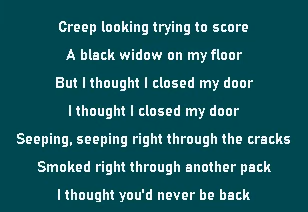 Creep looking trying to score
A black widow on my floor
But I thought I closed my door
I thought I closed my door
Seeping, seeping right through the cracks
Smoked right through another pack
I thought you'd never be back